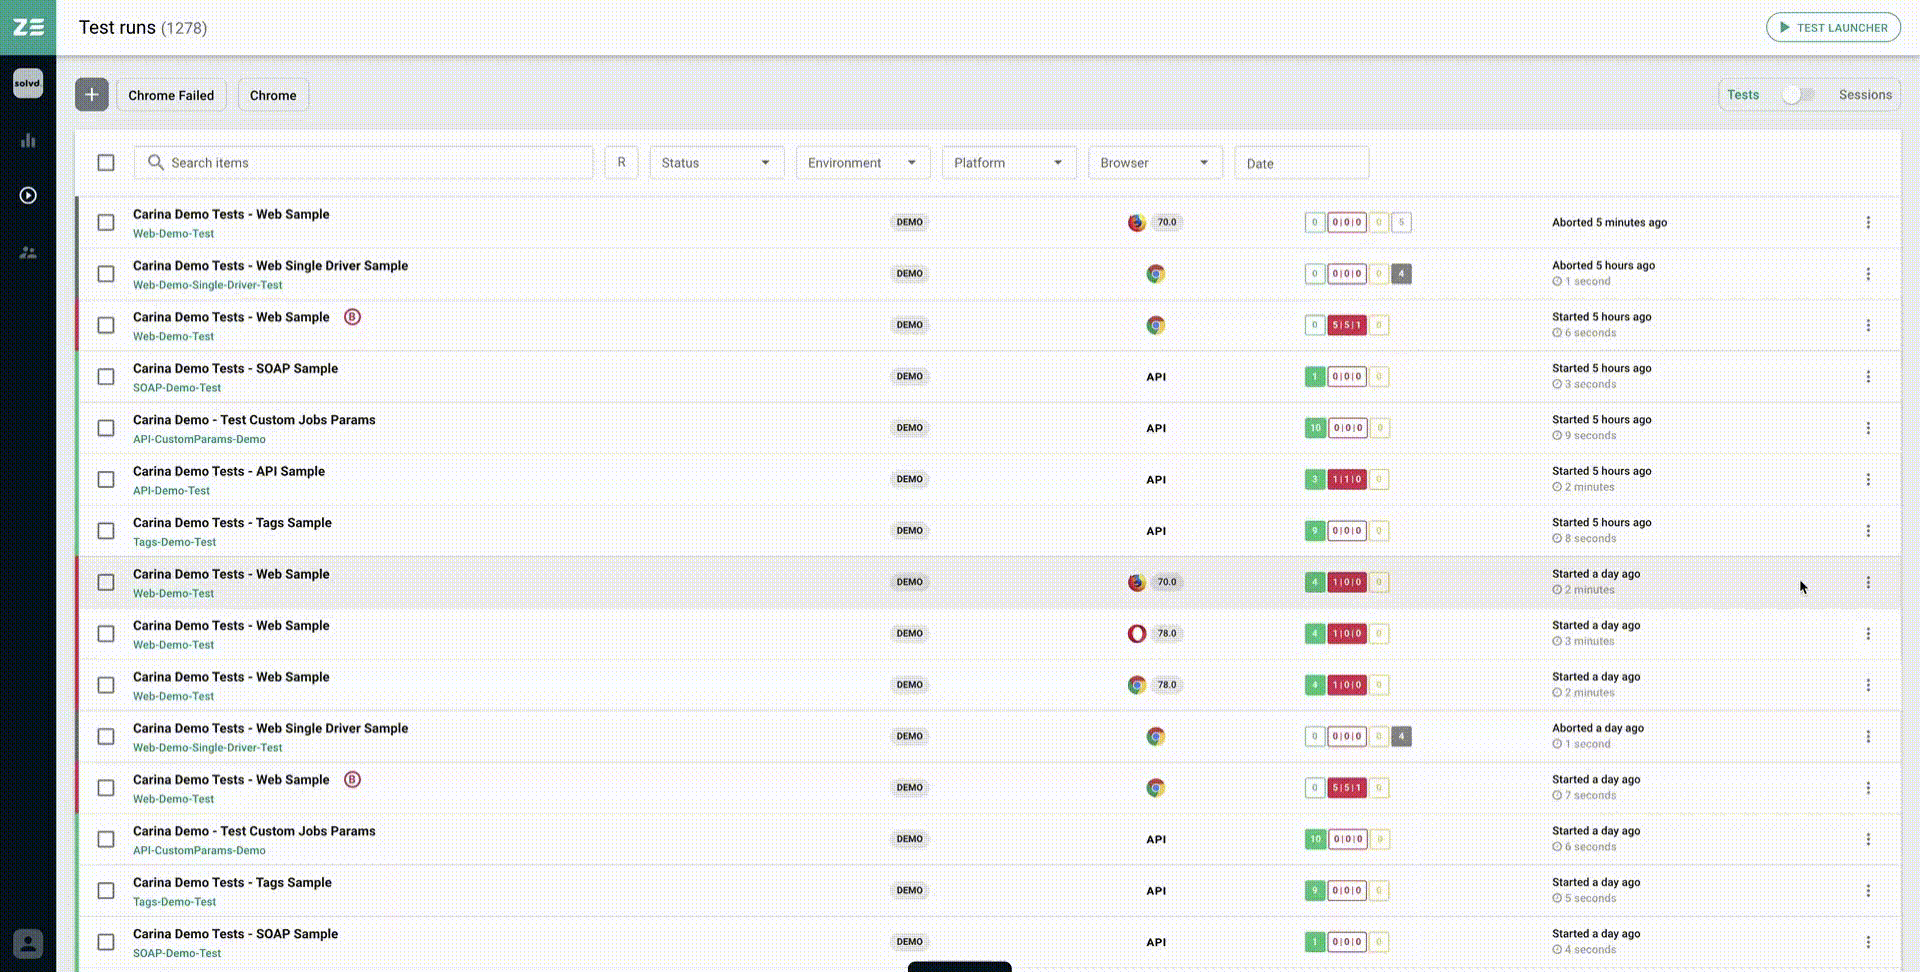 ZE
Test runs (1278)
TEST LAUNCHER
solvd.
+
Chrome Failed
Chrome
Tests
Sessions
Search items
R
Status
Environment
Platform
Browser
Date
Carina Demo Tests - Web Sample
Web-Demo-Test
DEMO
70.0
0 0|0|0 0 5
Aborted 5 minutes ago
Carina Demo Tests - Web Single Driver Sample
Web-Demo-Single-Driver-Test
DEMO
0 0|0|0 0 4
Aborted 5 hours ago
1 second
Carina Demo Tests - Web Sample B
Web-Demo-Test
DEMO
0 5|5|1 0
Started 5 hours ago
6 seconds
Carina Demo Tests - SOAP Sample
SOAP-Demo-Test
DEMO
API
1 0|0|0 0
Started 5 hours ago
3 seconds
Carina Demo - Test Custom Jobs Params
API-CustomParams-Demo
DEMO
API
10 0|0|0 0
Started 5 hours ago
9 seconds
Carina Demo Tests - API Sample
API-Demo-Test
DEMO
API
3 1|1|0 0
Started 5 hours ago
2 minutes
Carina Demo Tests - Tags Sample
Tags-Demo-Test
DEMO
API
9 0|0|0 0
Started 5 hours ago
8 seconds
Carina Demo Tests - Web Sample
Web-Demo-Test
DEMO
70.0
4 1|0|0 0
Started a day ago
2 minutes
Carina Demo Tests - Web Sample
Web-Demo-Test
DEMO
78.0
4 1|0|0 0
Started a day ago
3 minutes
Carina Demo Tests - Web Sample
Web-Demo-Test
DEMO
78.0
4 1|0|0 0
Started a day ago
2 minutes
Carina Demo Tests - Web Single Driver Sample
Web-Demo-Single-Driver-Test
DEMO
0 0|0|0 0 4
Aborted a day ago
1 second
Carina Demo Tests - Web Sample B
Web-Demo-Test
DEMO
0 5|5|1 0
Started a day ago
7 seconds
Carina Demo - Test Custom Jobs Params
API-CustomParams-Demo
DEMO
API
10 0|0|0 0
Started a day ago
6 seconds
Carina Demo Tests - Tags Sample
Tags-Demo-Test
DEMO
API
9 0|0|0 0
Started a day ago
5 seconds
Carina Demo Tests - SOAP Sample
SOAP-Demo-Test
DEMO
API
1 0|0|0 0
Started a day ago
4 seconds